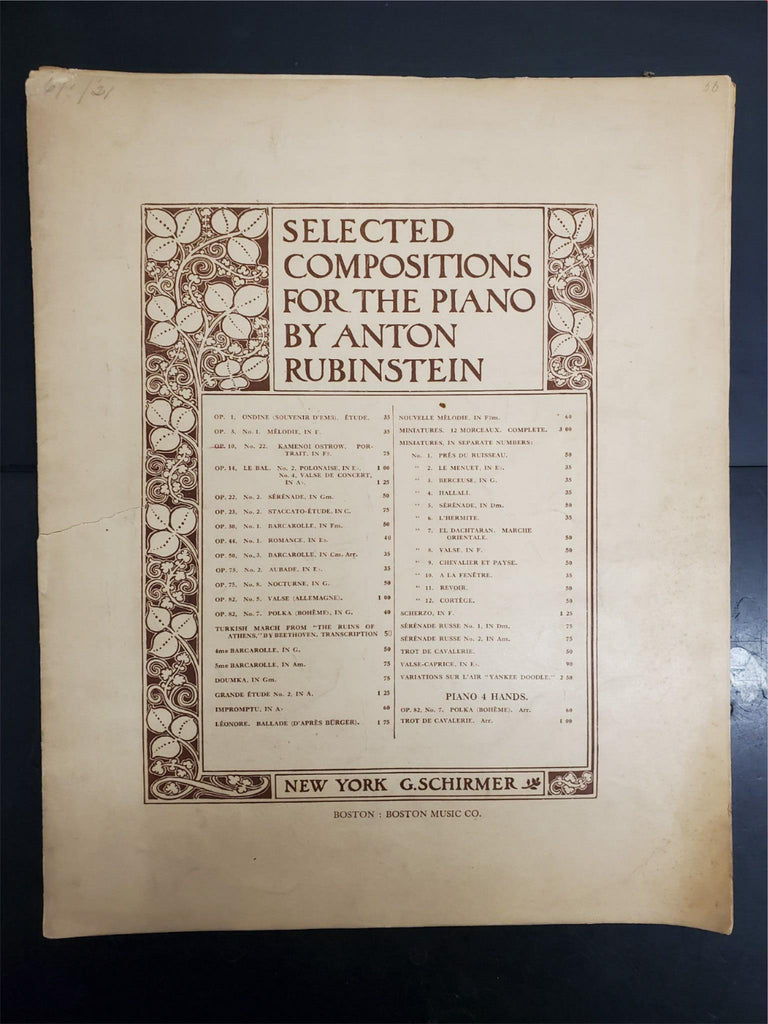 58
SELECTED
COMPOSITIONS
FOR THE PIANO
BY ANTON
RUBINSTEIN
OP. 1. ONDINE (SOUVENIR D'EMS). ÉTUDE. 35
OP. 3. No. 1. MÉLODIE, IN F. 35
OP. 10, No. 22. KAMENOI OSTROW. POR-
TRAIT. IN F♯. 75
OP. 14, LE BAL. No. 2, POLONAISE, IN E♭. 1 00
No. 4, VALSE DE CONCERT,
IN A♭. 1 25
OP. 22. No. 2. SÉRÉNADE, IN Gm. 50
OP. 23, No. 2. STACCATO-ÉTUDE, IN C. 75
OP. 30, No. 1. BARCAROLLE, IN Fm. 50
OP. 44. No. 1. ROMANCE, IN E♭. 40
OP. 50, No. 3. BARCAROLLE, IN Gm. Arr. 35
OP. 75, No. 2. AUBADE, IN E♭. 35
OP. 75. No. 8. NOCTURNE, IN G. 50
OP. 82, No. 5. VALSE (ALLEMAGNE). 1 00
OP. 82, No. 7. POLKA (BOHÊME), IN G. 60
TURKISH MARCH FROM "THE RUINS OF
ATHENS," BY BEETHOVEN. TRANSCRIPTION 50
4me BARCAROLLE, IN G. 50
5me BARCAROLLE, IN Am. 75
DOUMKA, IN Gm. 75
GRANDE ÉTUDE No. 2, IN A. 1 25
IMPROMPTU, IN A♭ 60
LÉONORE. BALLADE (D'APRÈS BÜRGER). 1 75
NOUVELLE MÉLODIE, IN F♯m. 60
MINIATURES. 12 MORCEAUX. COMPLETE. 3 00
MINIATURES, IN SEPARATE NUMBERS:
No. 1. PRÈS DU RUISSEAU. 50
" 2. LE MENUET, IN E♭. 35
" 3. BERCEUSE, IN G. 35
" 4. HALLALI. 35
" 5. SÉRÉNADE, IN Dm. 50
" 6. L'HERMITE. 35
" 7. EL DACHTARAN. MARCHE
ORIENTALE. 50
" 8. VALSE, IN F. 50
" 9. CHEVALIER ET PAYSE. 50
" 10. A LA FENÊTRE. 35
" 11. REVOIR. 50
" 12. CORTÈGE. 50
SCHERZO, IN F. 1 25
SÉRÉNADE RUSSE No. 1, IN Dm. 75
SÉRÉNADE RUSSE No. 2, IN Am. 75
TROT DE CAVALERIE. 50
VALSE-CAPRICE, IN E♭. 90
VARIATIONS SUR L'AIR "YANKEE DOODLE." 2 50
PIANO 4 HANDS.
OP. 82, No. 7. POLKA (BOHÊME). Arr. 60
TROT DE CAVALERIE. Arr. 1 00
NEW YORK G. SCHIRMER
BOSTON : BOSTON MUSIC CO.